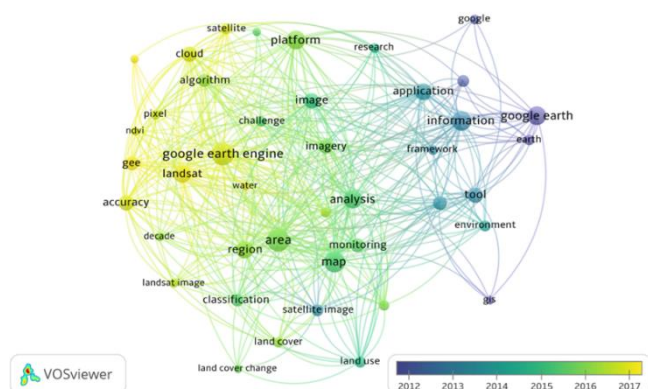 google
satellite
platform
research
cloud
algorithm
application
image
pixel
challenge
information
google earth
ndvi
earth
imagery
framework
google earth engine
gee
landsat
water
tool
accuracy
analysis
environment
decade
area
monitoring
region
map
landsat image
classification
gis
satellite image
land cover
land use
land cover change
VOSviewer
2012 2013 2014 2015 2016 2017